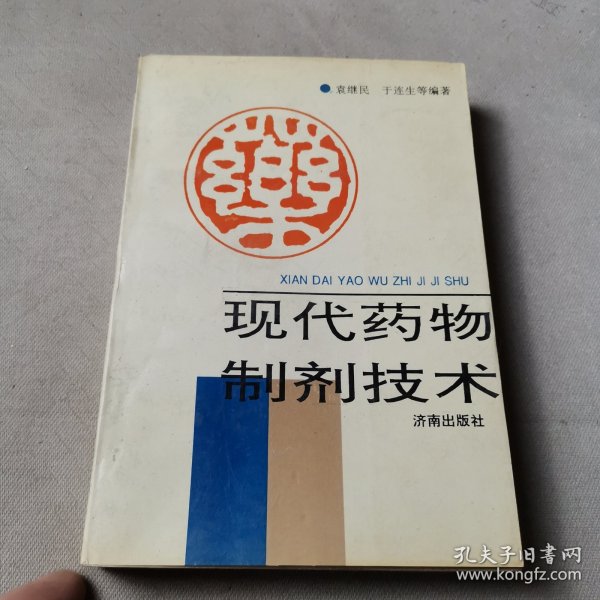 袁继民 于连生等编著
藥
XIAN DAI YAO WU ZHI JI JI SHU
现代药物
制剂技术
济南出版社
孔夫子旧书网
www.kongfz.com